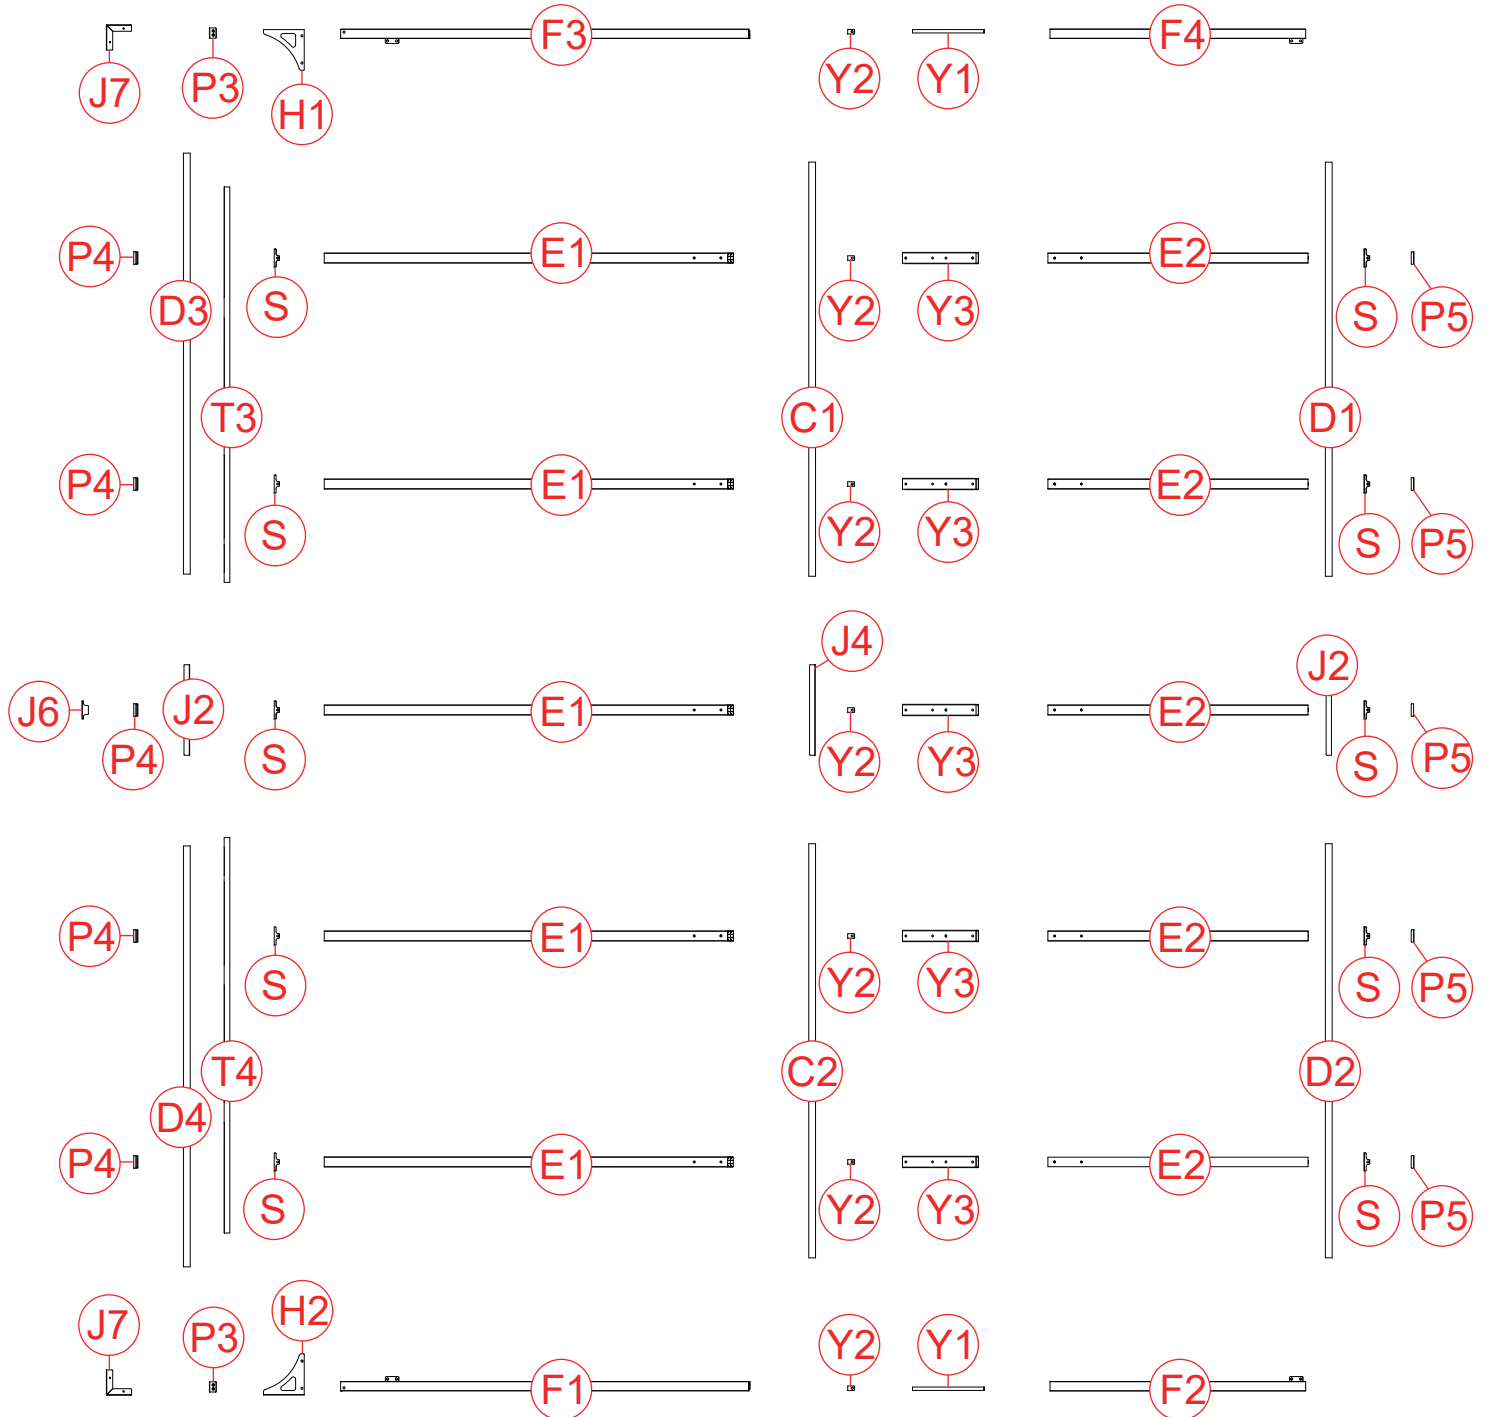 J7 P3 H1 F3 Y2 Y1 F4
P4 D3 S E1 Y2 Y3 E2 S P5
T3 C1 D1
P4 S E1 Y2 Y3 E2 S P5
J4 J2
J6 P4 J2 S E1 Y2 Y3 E2 S P5
P4 S E1 Y2 Y3 E2 S P5
D4 T4 C2 D2
P4 S E1 Y2 Y3 E2 S P5
J7 P3 H2 F1 Y2 Y1 F2